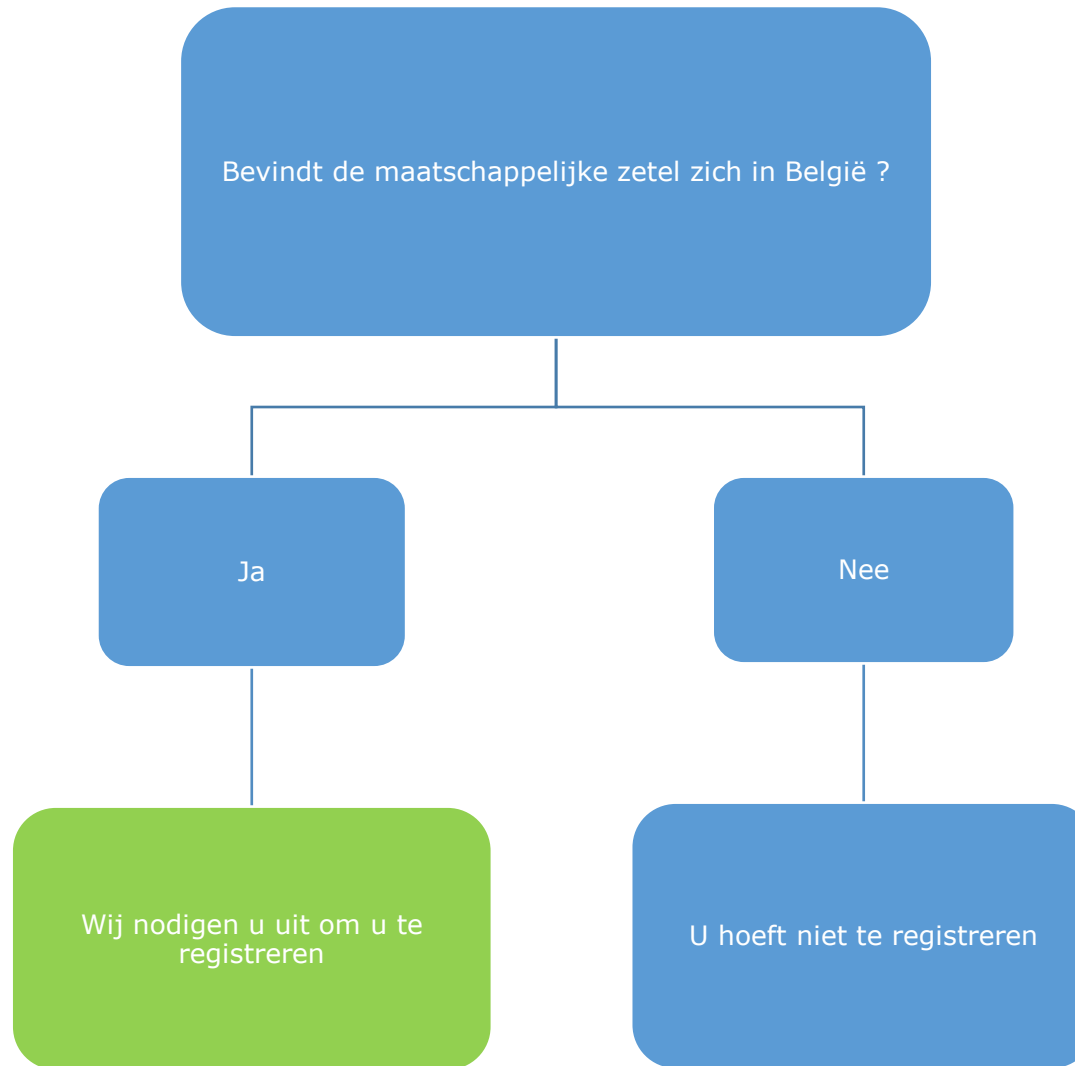 Bevindt de maatschappelijke zetel zich in België ?
Ja
Nee
Wij nodigen u uit om u te
registreren
U hoeft niet te registreren